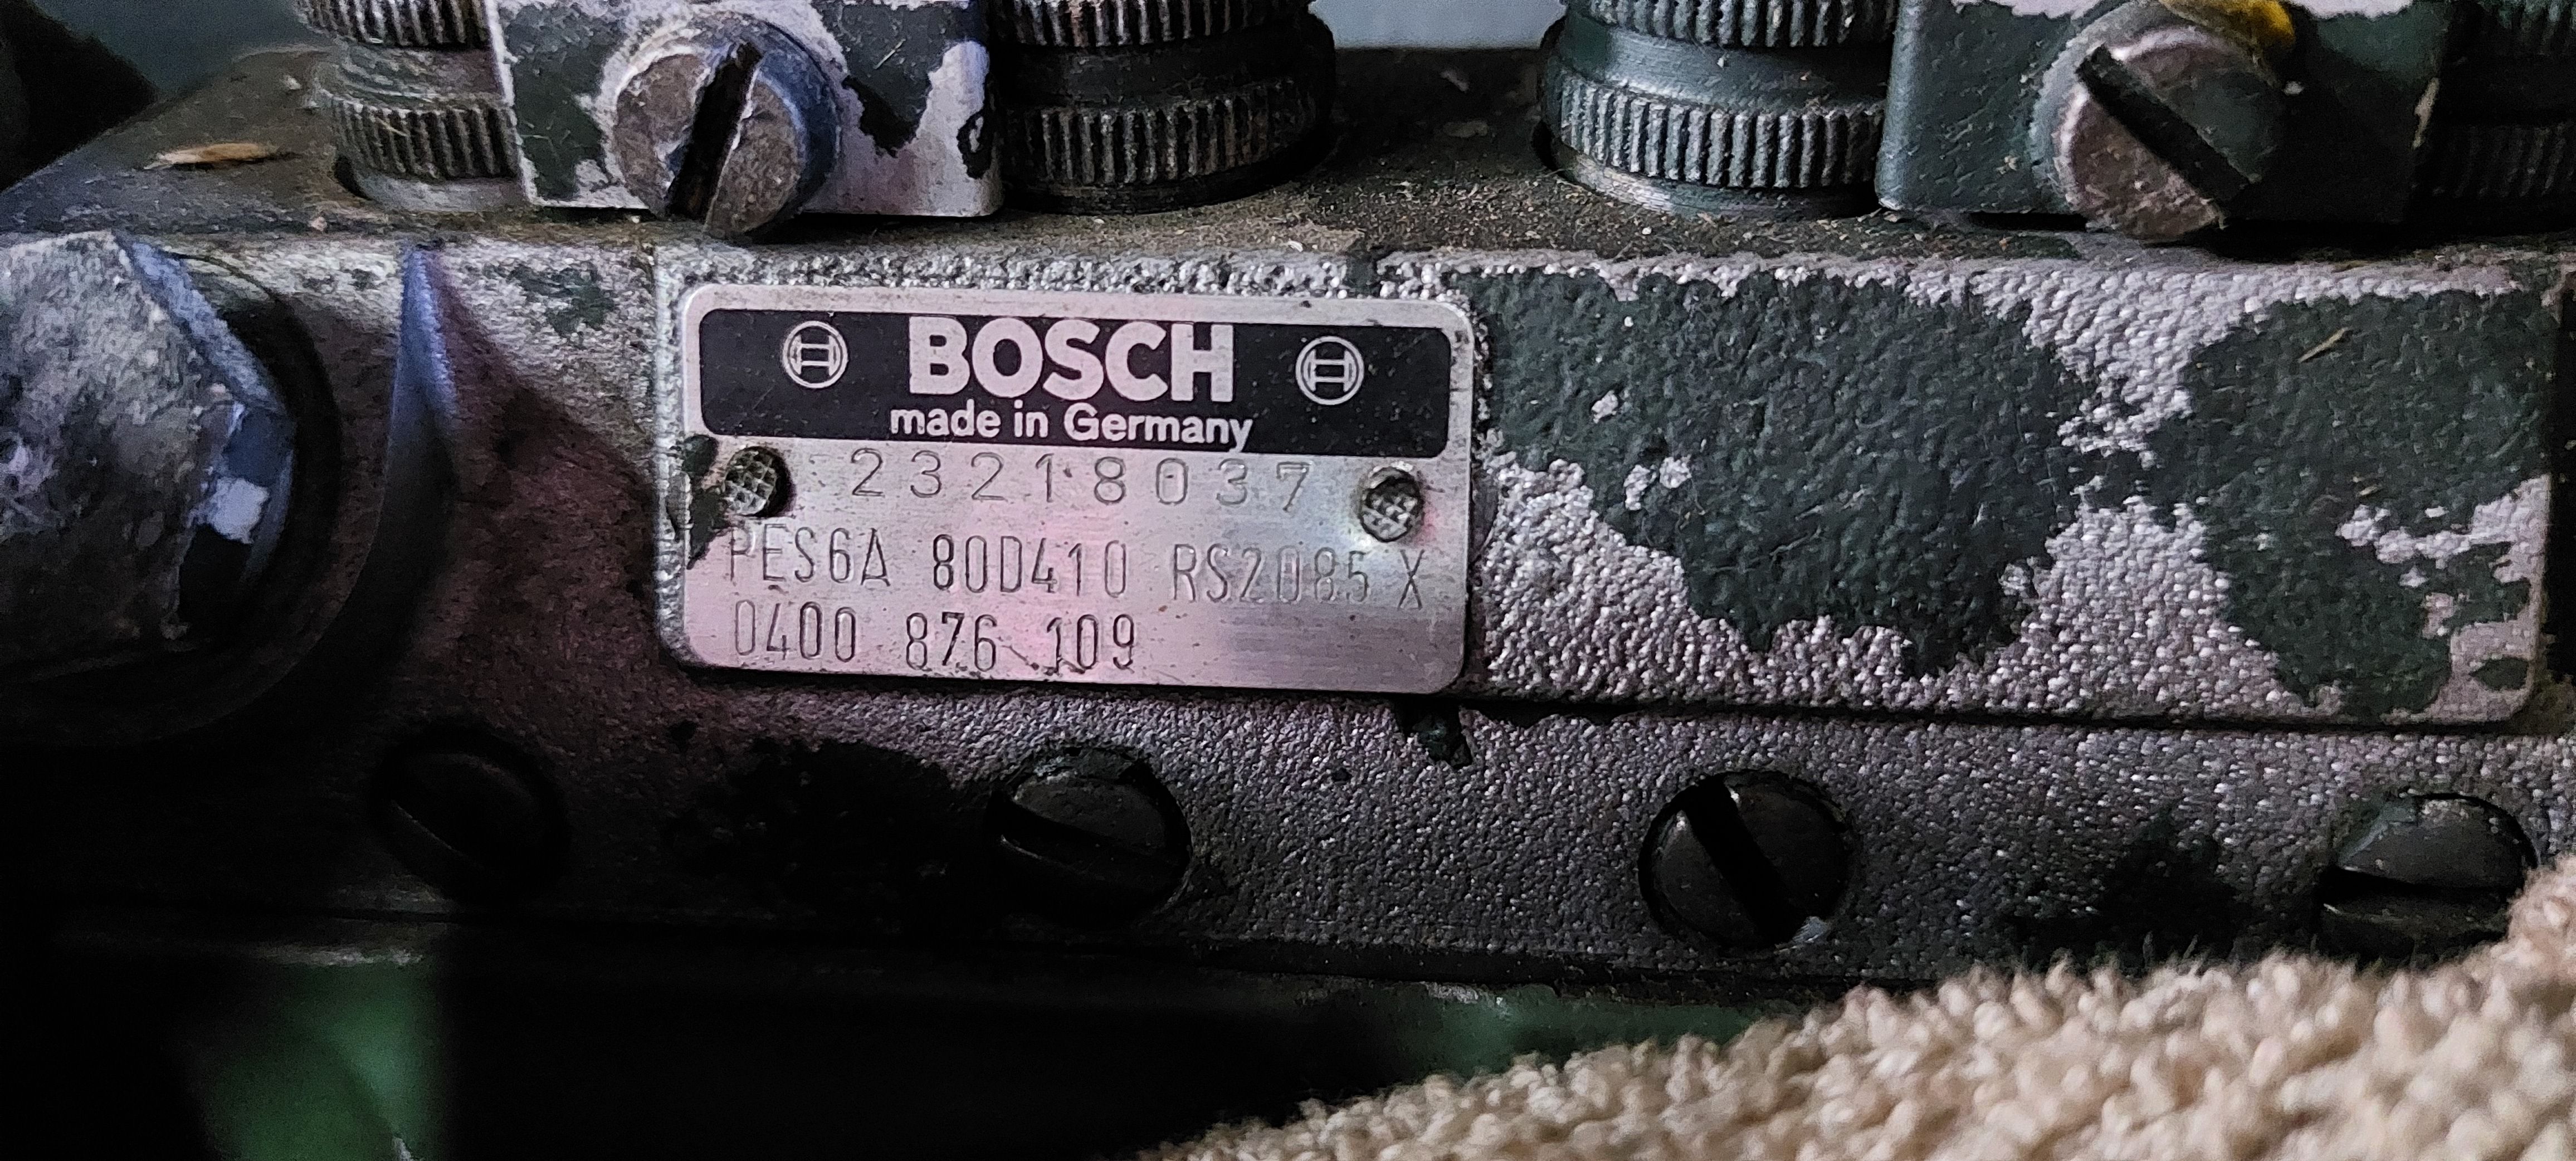 BOSCH
made in Germany
23218037
PES6A 80D410 RS2085 X
0400 876 109